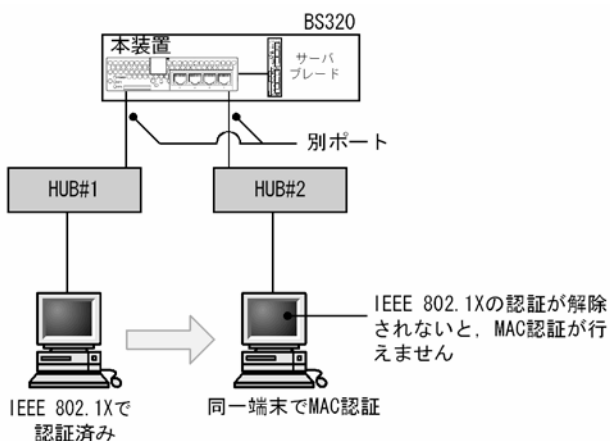 BS320
本装置
サーバ
ブレード
別ポート
HUB#1
HUB#2
IEEE 802.1Xの認証が解除
されないと，MAC認証が行
えません
IEEE 802.1Xで
認証済み
同一端末でMAC認証